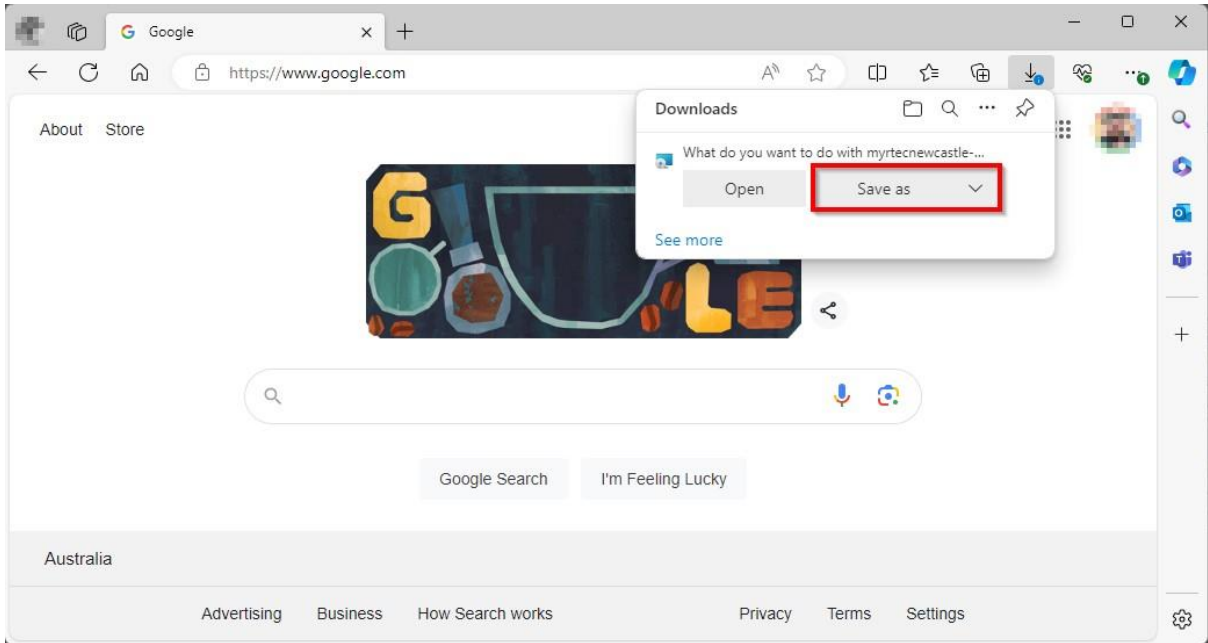 Google
https://www.google.com
Downloads
About Store
What do you want to do with myrtecnewcastle-...
Open Save as
See more
GOOGLE
Google Search I'm Feeling Lucky
Australia
Advertising Business How Search works Privacy Terms Settings